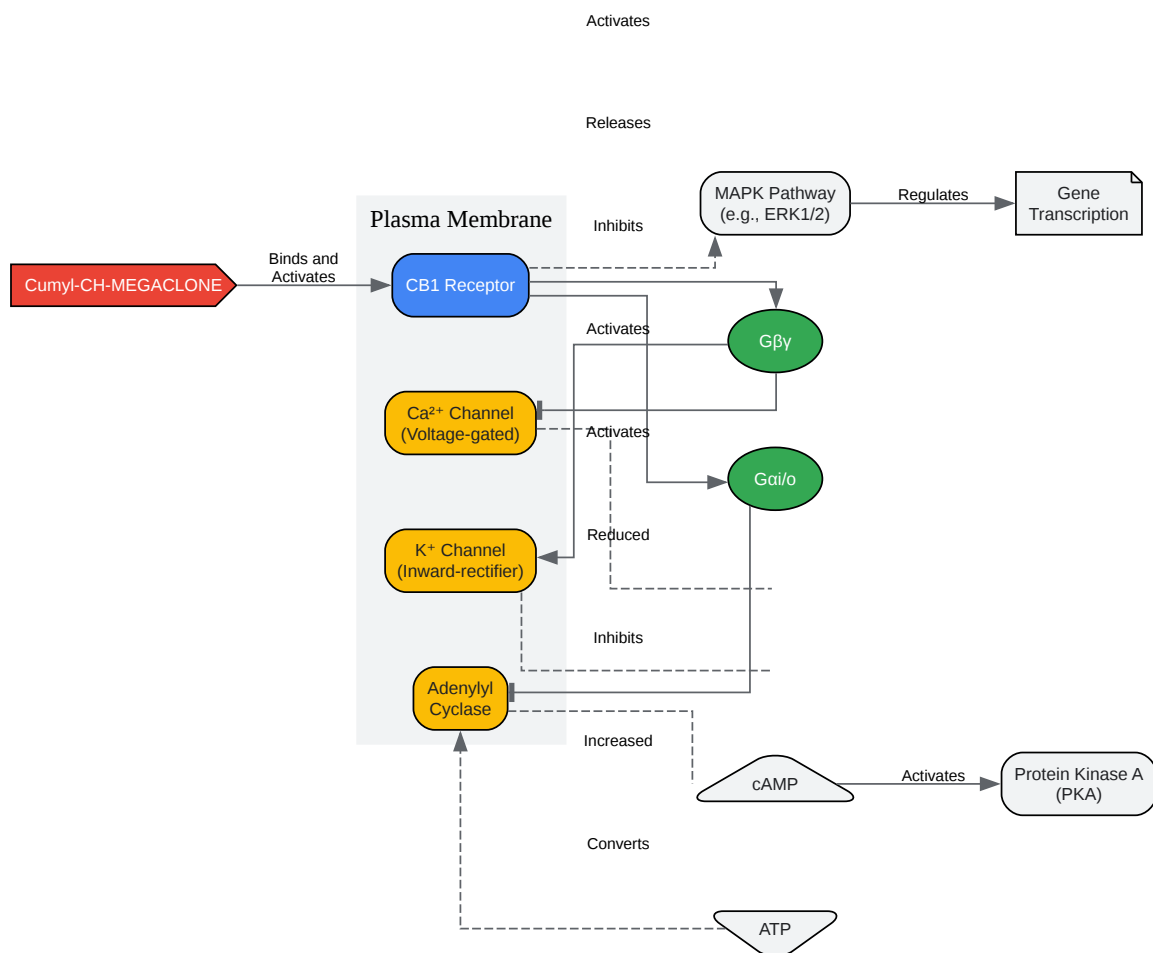 Activates
Releases
MAPK Pathway
(e.g., ERK1/2)
Regulates
Gene
Transcription
Plasma Membrane
Inhibits
Cumyl-CH-MEGACLONE
Binds and
Activates
CB1 Receptor
Activates
Gβγ
Ca²⁺ Channel
(Voltage-gated)
Activates
Gαi/o
K⁺ Channel
(Inward-rectifier)
Reduced
Inhibits
Adenylyl
Cyclase
Increased
cAMP
Activates
Protein Kinase A
(PKA)
Converts
ATP